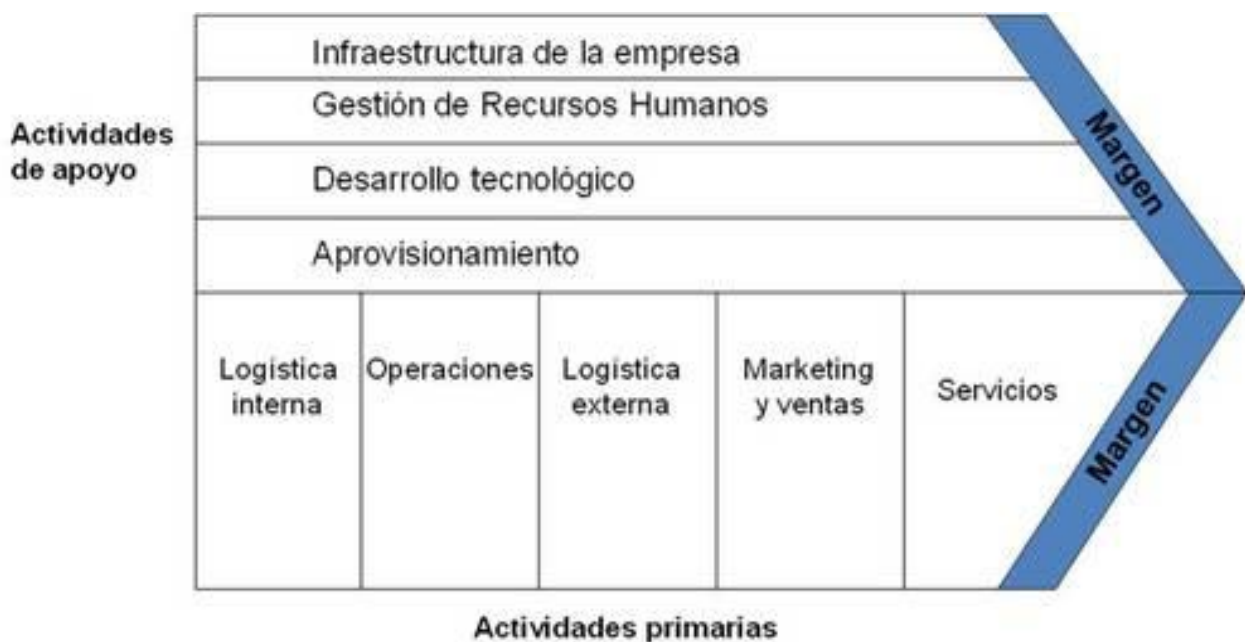 Infraestructura de la empresa
Gestión de Recursos Humanos
Actividades
de apoyo
Desarrollo tecnológico
Aprovisionamiento
Margen
Logística
interna
Operaciones
Logística
externa
Marketing
y ventas
Servicios
Margen
Actividades primarias